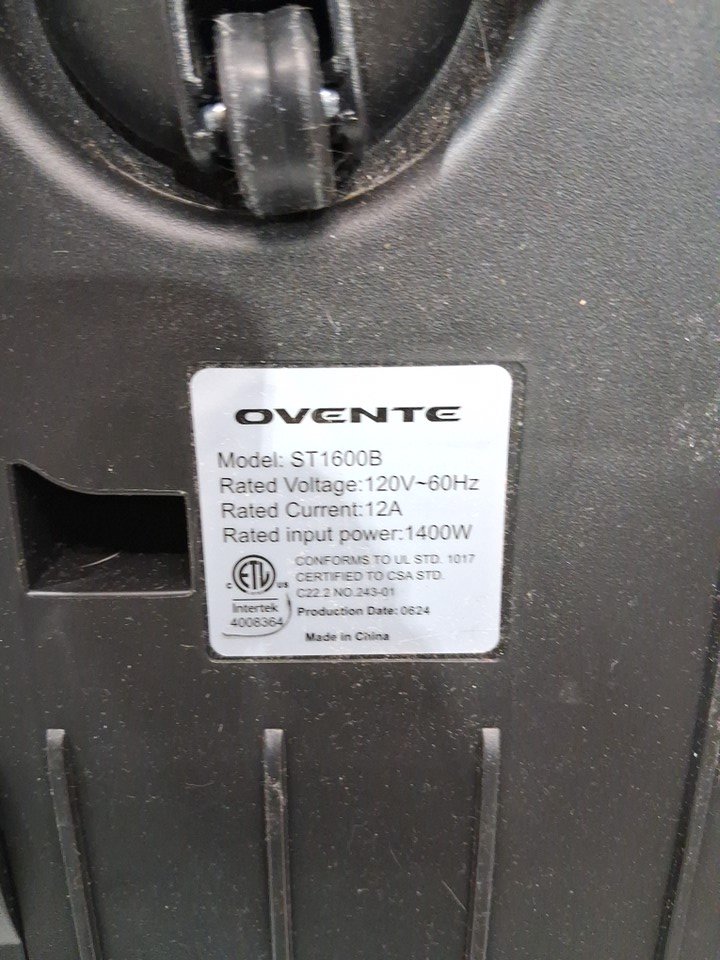 OVENTE
Model: ST1600B
Rated Voltage:120V~60Hz
Rated Current:12A
Rated input power:1400W
CONFORMS TO UL STD. 1017
CERTIFIED TO CSA STD.
C22.2 NO.243-01
C ETL US
Intertek
4008364
Production Date: 0624
Made in China